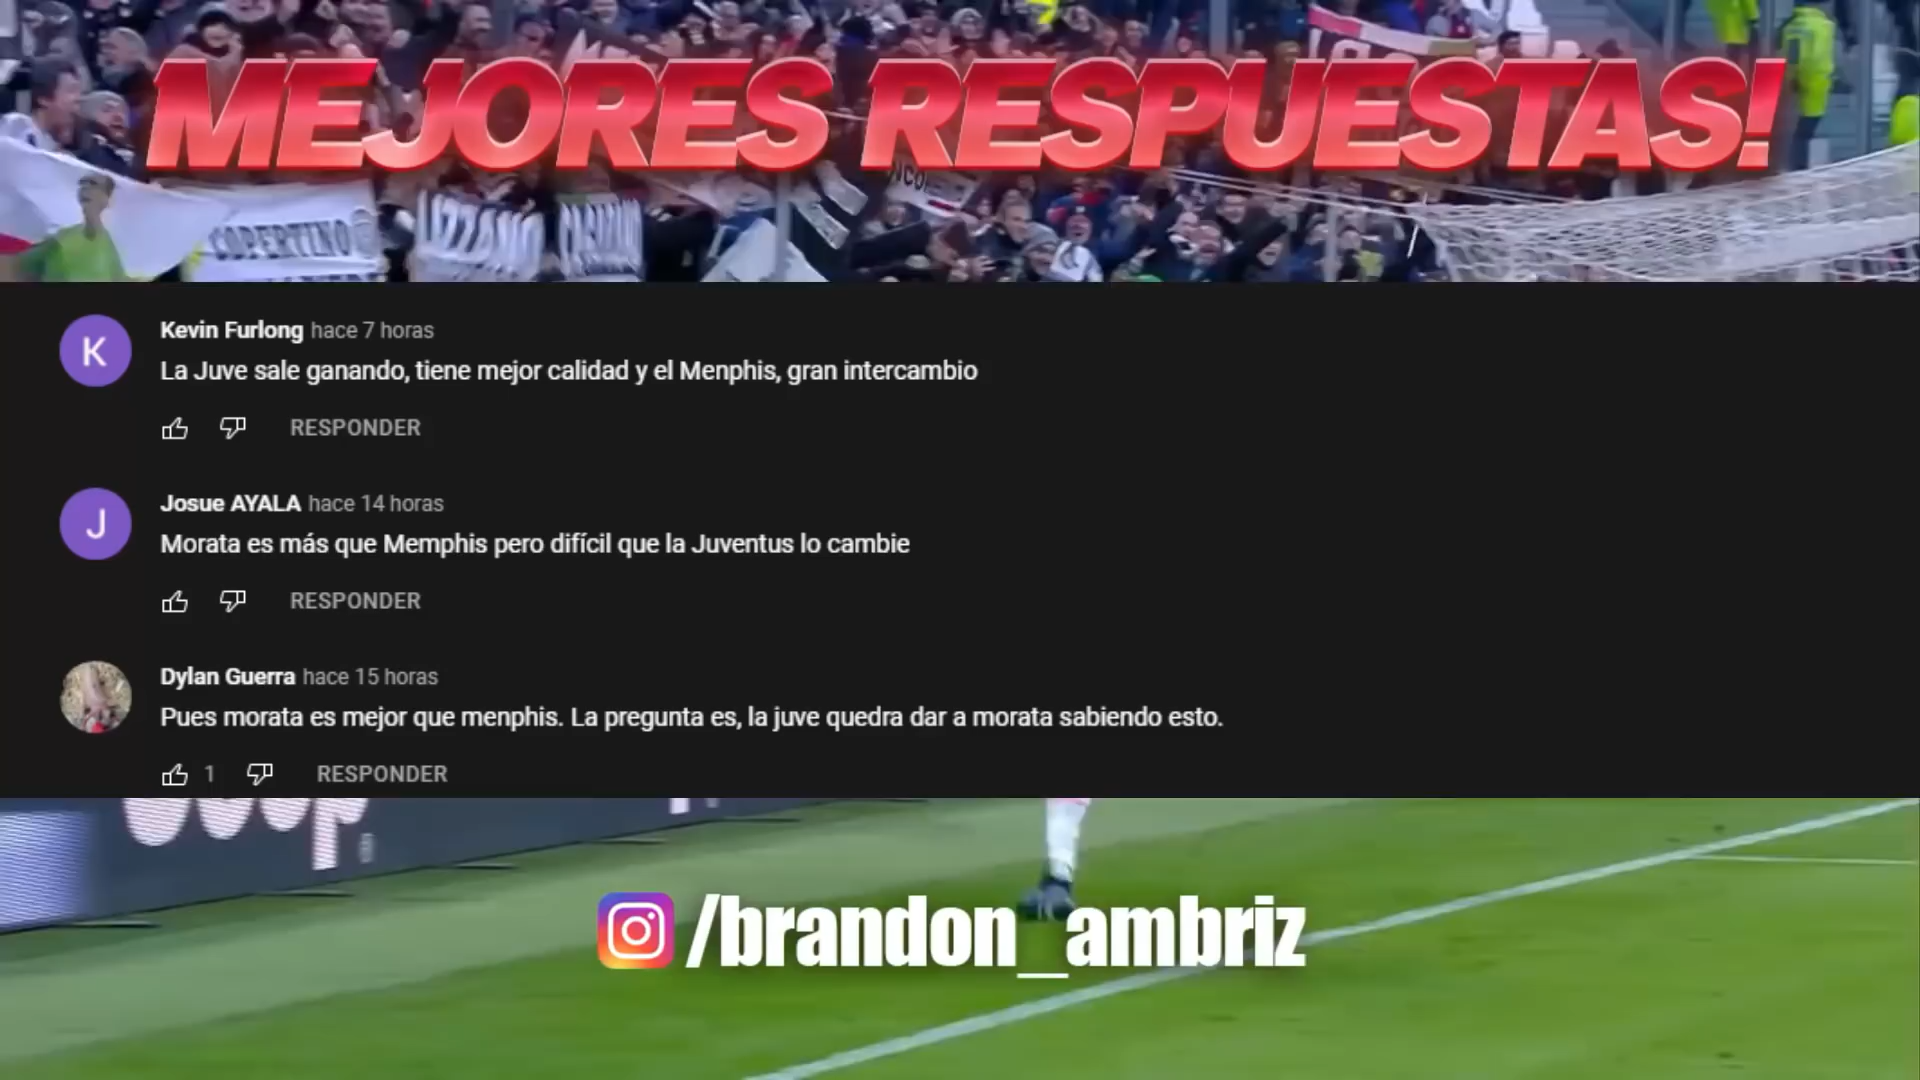 MEJORES RESPUESTAS!
COPERTINO
K
Kevin Furlong hace 7 horas
La Juve sale ganando, tiene mejor calidad y el Menphis, gran intercambio
RESPONDER
J
Josue AYALA hace 14 horas
Morata es más que Memphis pero difícil que la Juventus lo cambie
RESPONDER
Dylan Guerra hace 15 horas
Pues morata es mejor que menphis. La pregunta es, la juve quedra dar a morata sabiendo esto.
1
RESPONDER
/brandon_ambriz